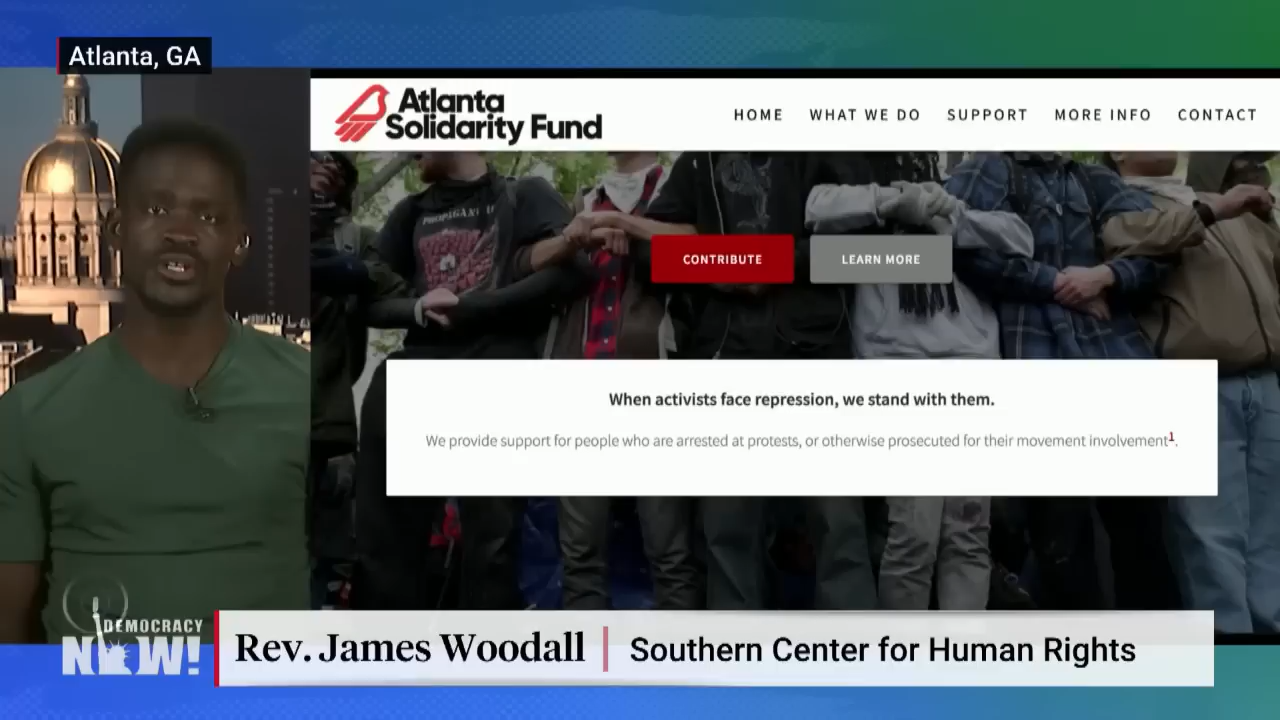 Atlanta, GA
Atlanta
Solidarity Fund
HOME WHAT WE DO SUPPORT MORE INFO CONTACT
CONTRIBUTE LEARN MORE
When activists face repression, we stand with them.
We provide support for people who are arrested at protests, or otherwise prosecuted for their movement involvement¹.
DEMOCRACY
NOW!
Rev. James Woodall | Southern Center for Human Rights